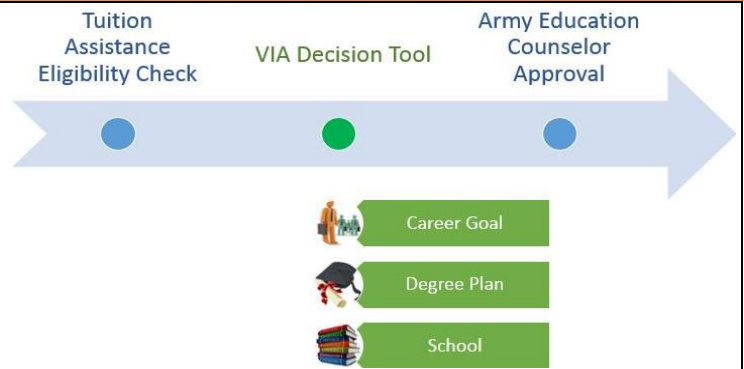 Tuition
Assistance
Eligibility Check
VIA Decision Tool
Army Education
Counselor
Approval
Career Goal
Degree Plan
School